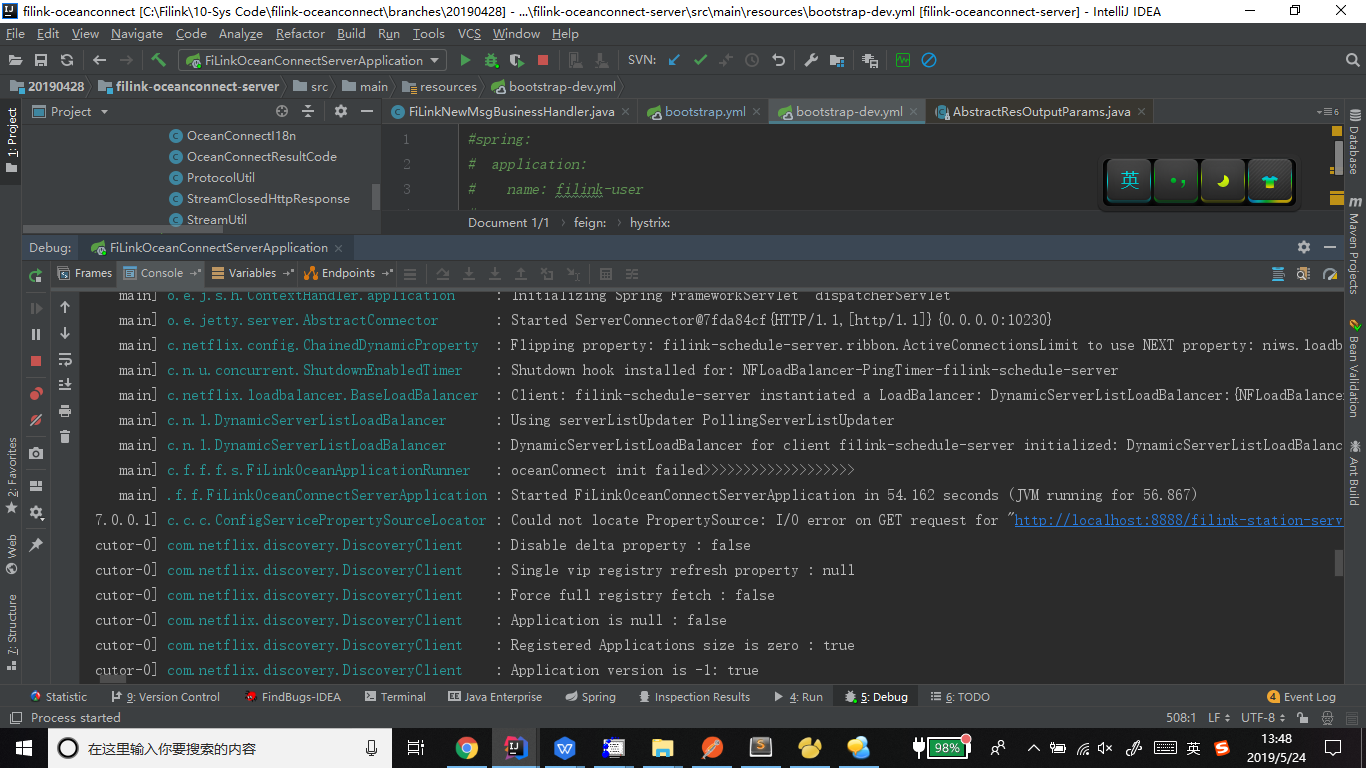 filink-oceanconnect [C:\Filink\10-Sys Code\filink-oceanconnect\branches\20190428] - ...\filink-oceanconnect-server\src\main\resources\bootstrap-dev.yml [filink-oceanconnect-server] - IntelliJ IDEA
File Edit View Navigate Code Analyze Refactor Build Run Tools VCS Window Help
FiLinkOceanConnectServerApplication SVN:
20190428 filink-oceanconnect-server src main resources bootstrap-dev.yml
1: Project
Project
FiLinkNewMsgBusinessHandler.java bootstrap.yml bootstrap-dev.yml AbstractResOutputParams.java 6
OceanConnectI18n
OceanConnectResultCode
ProtocolUtil
StreamClosedHttpResponse
StreamUtil
1 #spring:
2 # application:
3 # name: filink-user
英
Document 1/1 feign: hystrix:
Database
Maven Projects
Bean Validation
Ant Build
Debug: FiLinkOceanConnectServerApplication
Frames Console Variables Endpoints
main] o.e.j.s.h.ContextHandler.application : Initializing Spring FrameworkServlet 'dispatcherServlet'
main] o.e.jetty.server.AbstractConnector : Started ServerConnector@7fda84cf{HTTP/1.1,[http/1.1]}{0.0.0.0:10230}
main] c.netflix.config.ChainedDynamicProperty : Flipping property: filink-schedule-server.ribbon.ActiveConnectionsLimit to use NEXT property: niws.loadb
main] c.n.u.concurrent.ShutdownEnabledTimer : Shutdown hook installed for: NFLoadBalancer-PingTimer-filink-schedule-server
main] c.netflix.loadbalancer.BaseLoadBalancer : Client: filink-schedule-server instantiated a LoadBalancer: DynamicServerListLoadBalancer:{NFLoadBalance
main] c.n.l.DynamicServerListLoadBalancer : Using serverListUpdater PollingServerListUpdater
main] c.n.l.DynamicServerListLoadBalancer : DynamicServerListLoadBalancer for client filink-schedule-server initialized: DynamicServerListLoadBalanc
main] c.f.f.f.s.FiLinkOceanApplicationRunner : oceanConnect init failed>>>>>>>>>>>>>>>>>>>
main] .f.f.FiLinkOceanConnectServerApplication : Started FiLinkOceanConnectServerApplication in 54.162 seconds (JVM running for 56.867)
7.0.0.1] c.c.c.ConfigServicePropertySourceLocator : Could not locate PropertySource: I/O error on GET request for "http://localhost:8888/filink-station-serv
cutor-0] com.netflix.discovery.DiscoveryClient : Disable delta property : false
cutor-0] com.netflix.discovery.DiscoveryClient : Single vip registry refresh property : null
cutor-0] com.netflix.discovery.DiscoveryClient : Force full registry fetch : false
cutor-0] com.netflix.discovery.DiscoveryClient : Application is null : false
cutor-0] com.netflix.discovery.DiscoveryClient : Registered Applications size is zero : true
cutor-0] com.netflix.discovery.DiscoveryClient : Application version is -1: true
2: Favorites
Web
7: Structure
Statistic 9: Version Control FindBugs-IDEA Terminal Java Enterprise Spring Inspection Results 4: Run 5: Debug 6: TODO 4 Event Log
Process started 508:1 LF UTF-8
在这里输入你要搜索的内容
98%
英
13:48
2019/5/24